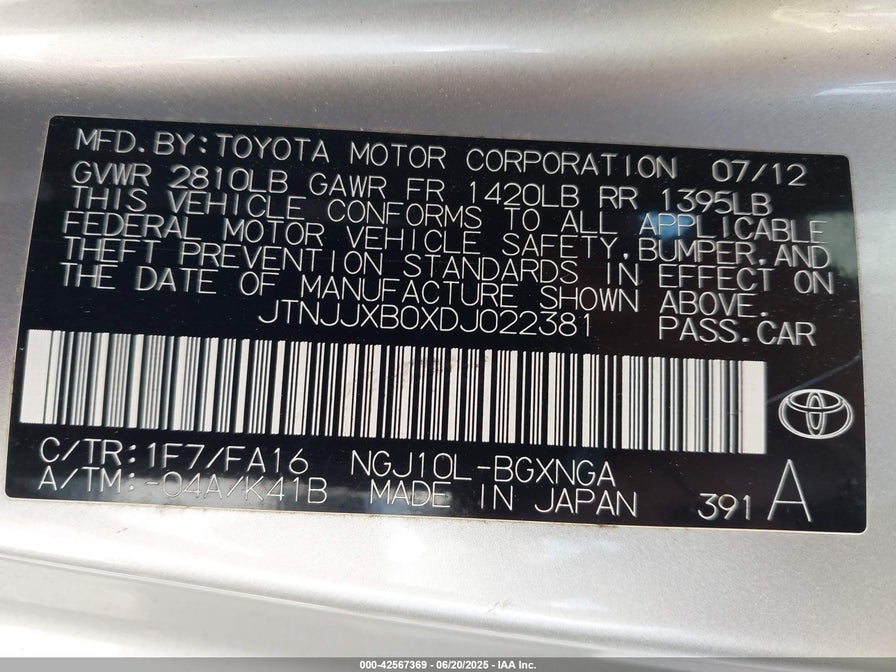 MFD.BY:TOYOTA MOTOR CORPORATION 07/12
GVWR 2810LB GAWR FR 1420LB RR 1395LB
THIS VEHICLE CONFORMS TO ALL APPLICABLE
FEDERAL MOTOR VEHICLE SAFETY,BUMPER,AND
THEFT PREVENTION STANDARDS IN EFFECT ON
THE DATE OF MANUFACTURE SHOWN ABOVE.
JTNJJXB0XDJ022381 PASS.CAR
C/TR:1F7/FA16 NGJ10L-BGXNGA
A/TM:-04A/K41B MADE IN JAPAN 391 A
000-42567369 - 06/20/2025 - IAA Inc.